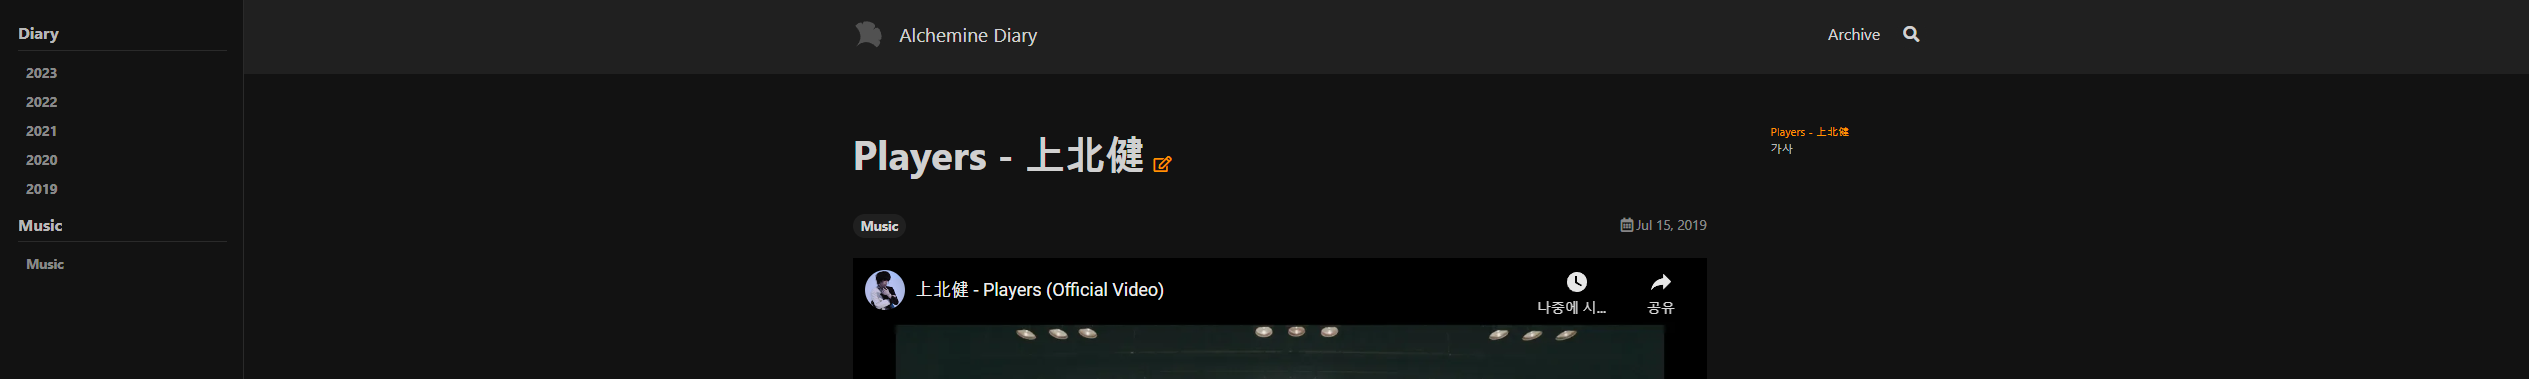 Diary
2023
2022
2021
2020
2019
Music
Music
Alchemine Diary
Archive
Players - 上北健
Music
Jul 15, 2019
上北健 - Players (Official Video)
나중에 시...
공유
Players - 上北健
가사